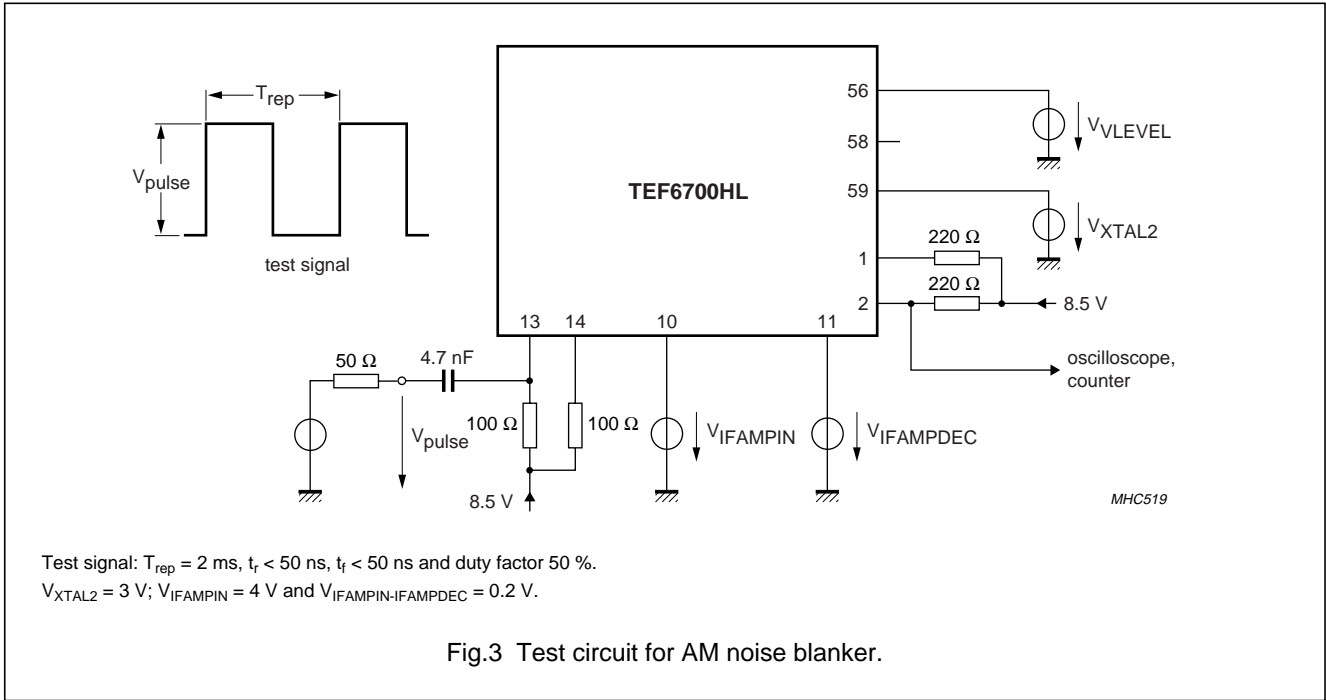 T_rep
V_pulse
test signal
TEF6700HL
56
V_VLEVEL
58
59
V_XTAL2
220 Ω
1
220 Ω
2
8.5 V
13
14
10
11
oscilloscope,
counter
50 Ω
4.7 nF
V_pulse
100 Ω
100 Ω
V_IFAMPIN
V_IFAMPDEC
8.5 V
MHC519
Test signal: T_rep = 2 ms, t_r < 50 ns, t_f < 50 ns and duty factor 50 %.
V_XTAL2 = 3 V; V_IFAMPIN = 4 V and V_IFAMPIN-IFAMPDEC = 0.2 V.
Fig.3 Test circuit for AM noise blanker.